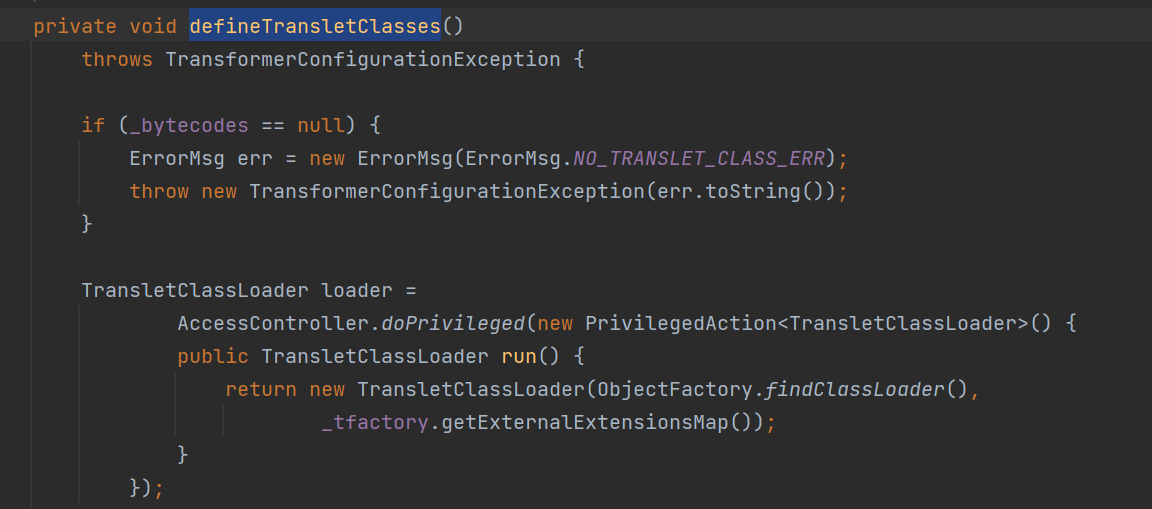 private void defineTransletClasses()
throws TransformerConfigurationException {
if (_bytecodes == null) {
ErrorMsg err = new ErrorMsg(ErrorMsg.NO_TRANSLET_CLASS_ERR);
throw new TransformerConfigurationException(err.toString());
}
TransletClassLoader loader =
AccessController.doPrivileged(new PrivilegedAction<TransletClassLoader>() {
public TransletClassLoader run() {
return new TransletClassLoader(ObjectFactory.findClassLoader(),
_tfactory.getExternalExtensionsMap());
}
});